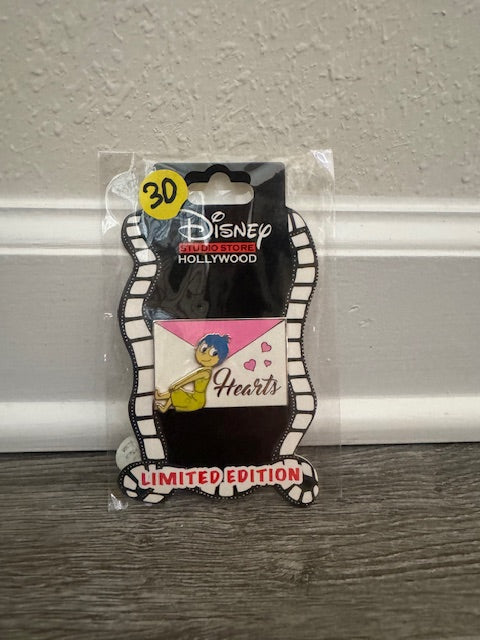 30
Disney
STUDIO STORE
HOLLYWOOD
Hearts
LIMITED EDITION